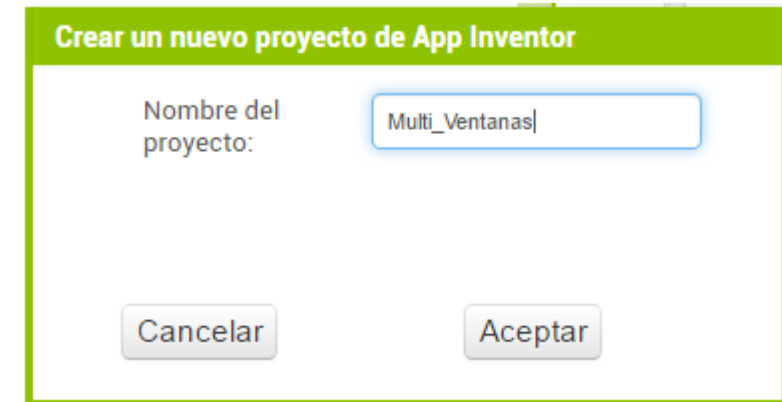 Crear un nuevo proyecto de App Inventor
Nombre del
proyecto:
Multi_Ventanas
Cancelar
Aceptar